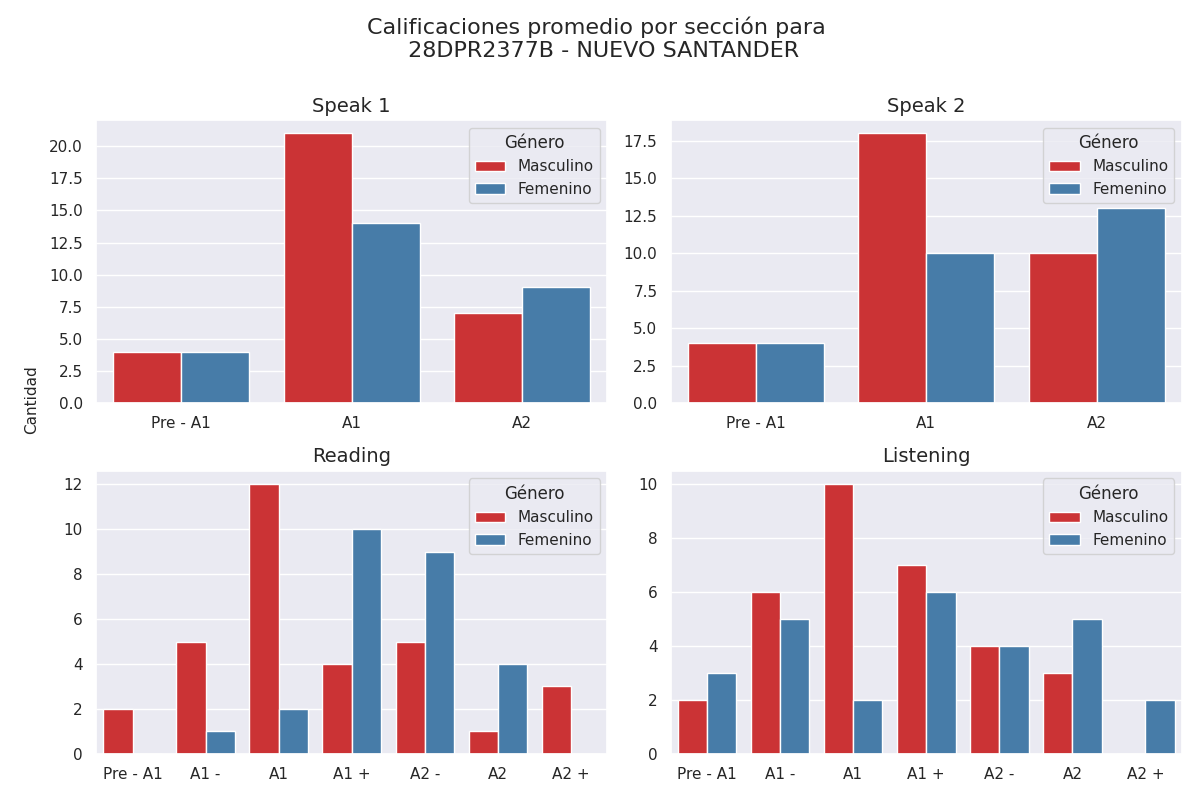 Calificaciones promedio por sección para
28DPR2377B - NUEVO SANTANDER
Cantidad
Speak 1
20.0
17.5
15.0
12.5
10.0
7.5
5.0
2.5
0.0
Pre - A1 A1 A2
Género
Masculino
Femenino
Speak 2
17.5
15.0
12.5
10.0
7.5
5.0
2.5
0.0
Pre - A1 A1 A2
Género
Masculino
Femenino
Reading
12
10
8
6
4
2
0
Pre - A1 A1 - A1 A1 + A2 - A2 A2 +
Género
Masculino
Femenino
Listening
10
8
6
4
2
0
Pre - A1 A1 - A1 A1 + A2 - A2 A2 +
Género
Masculino
Femenino